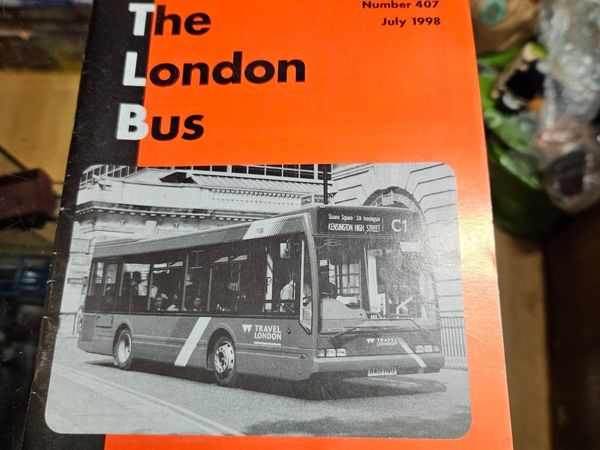 Number 407
July 1998
The
London
Bus
Sloane Square Sth Kensington
KENSINGTON HIGH STREET C1
TRAVEL
LONDON
TRAVEL
LONDON